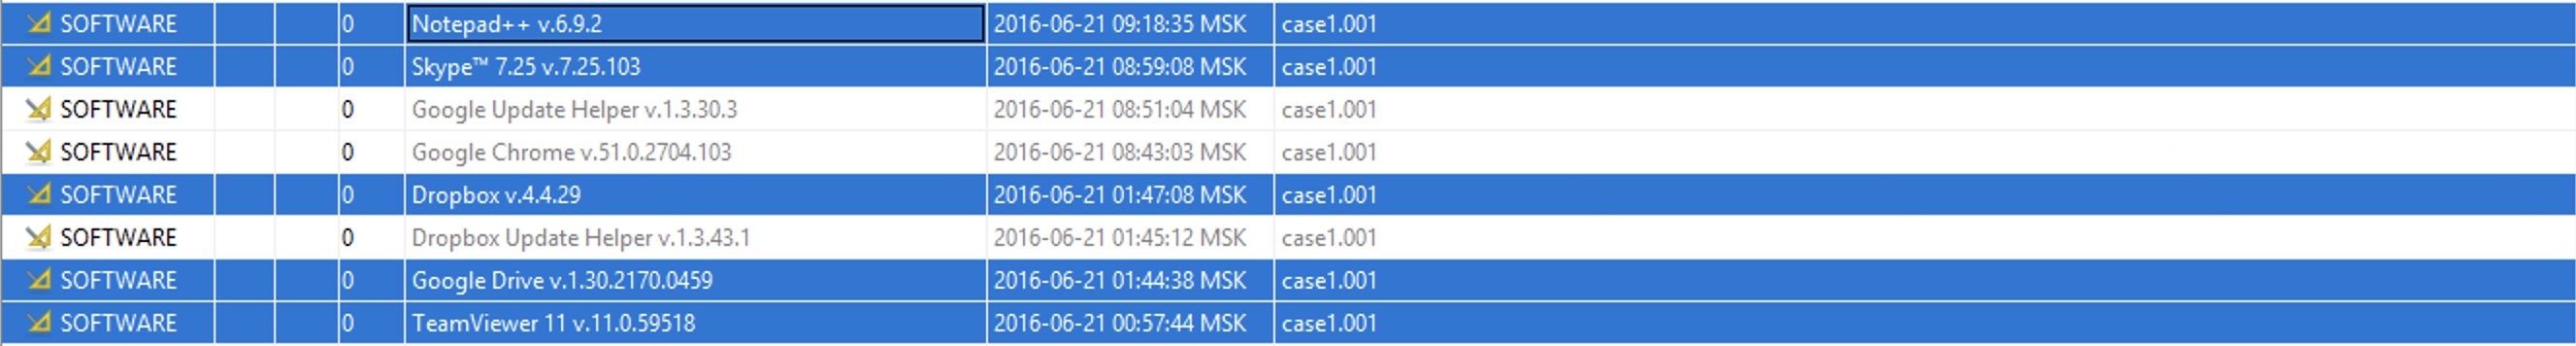 SOFTWARE 0 Notepad++ v.6.9.2 2016-06-21 09:18:35 MSK case1.001
SOFTWARE 0 Skype™ 7.25 v.7.25.103 2016-06-21 08:59:08 MSK case1.001
SOFTWARE 0 Google Update Helper v.1.3.30.3 2016-06-21 08:51:04 MSK case1.001
SOFTWARE 0 Google Chrome v.51.0.2704.103 2016-06-21 08:43:03 MSK case1.001
SOFTWARE 0 Dropbox v.4.4.29 2016-06-21 01:47:08 MSK case1.001
SOFTWARE 0 Dropbox Update Helper v.1.3.43.1 2016-06-21 01:45:12 MSK case1.001
SOFTWARE 0 Google Drive v.1.30.2170.0459 2016-06-21 01:44:38 MSK case1.001
SOFTWARE 0 TeamViewer 11 v.11.0.59518 2016-06-21 00:57:44 MSK case1.001